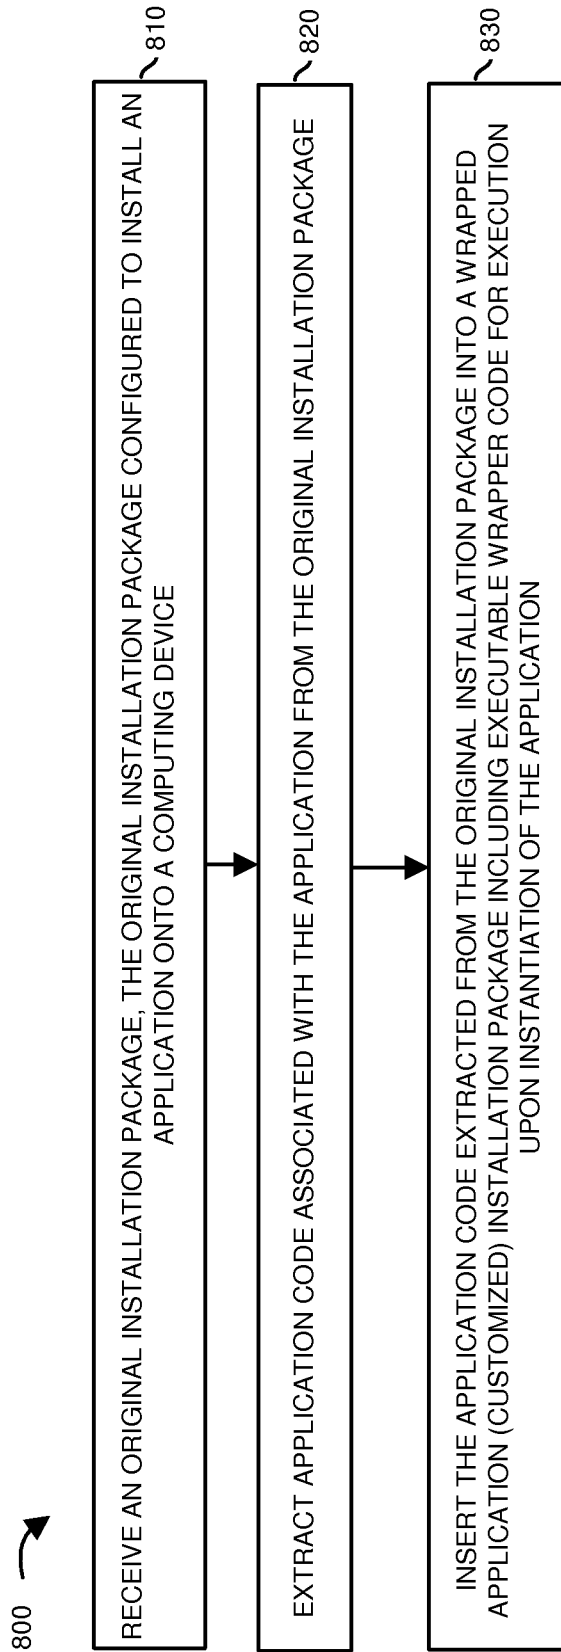 800
RECEIVE AN ORIGINAL INSTALLATION PACKAGE, THE ORIGINAL INSTALLATION PACKAGE CONFIGURED TO INSTALL AN
APPLICATION ONTO A COMPUTING DEVICE
810
EXTRACT APPLICATION CODE ASSOCIATED WITH THE APPLICATION FROM THE ORIGINAL INSTALLATION PACKAGE
820
INSERT THE APPLICATION CODE EXTRACTED FROM THE ORIGINAL INSTALLATION PACKAGE INTO A WRAPPED
APPLICATION (CUSTOMIZED) INSTALLATION PACKAGE INCLUDING EXECUTABLE WRAPPER CODE FOR EXECUTION
UPON INSTANTIATION OF THE APPLICATION
830